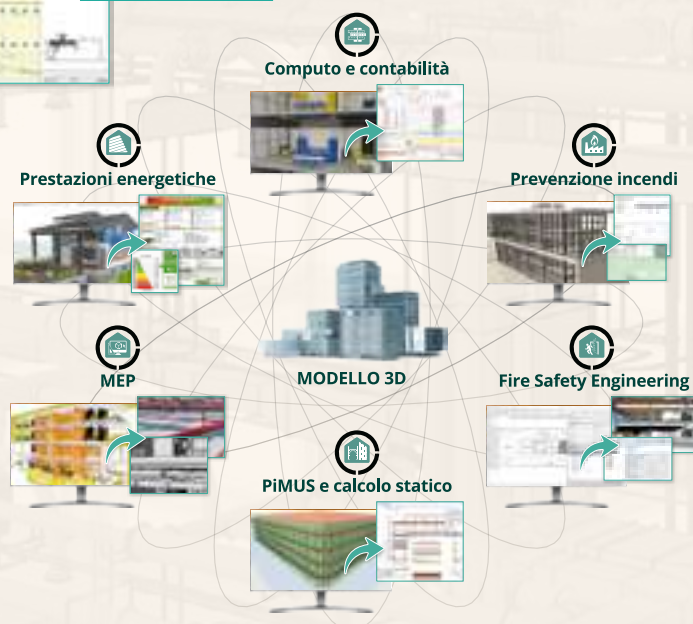 Computo e contabilità
Prestazioni energetiche
Prevenzione incendi
MODELLO 3D
MEP
Fire Safety Engineering
PiMUS e calcolo statico